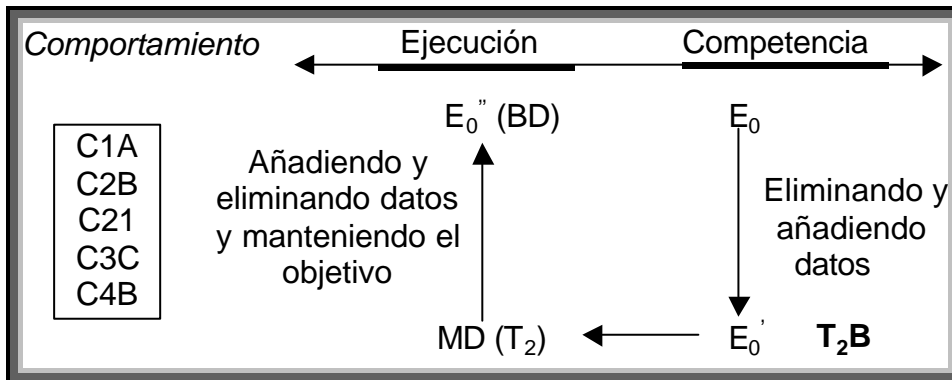 Comportamiento Ejecución Competencia
E₀” (BD) E₀
C1A
C2B
C21
C3C
C4B
Añadiendo y
eliminando datos
y manteniendo el
objetivo
Eliminando y
añadiendo
datos
MD (T₂) E₀’ T₂B